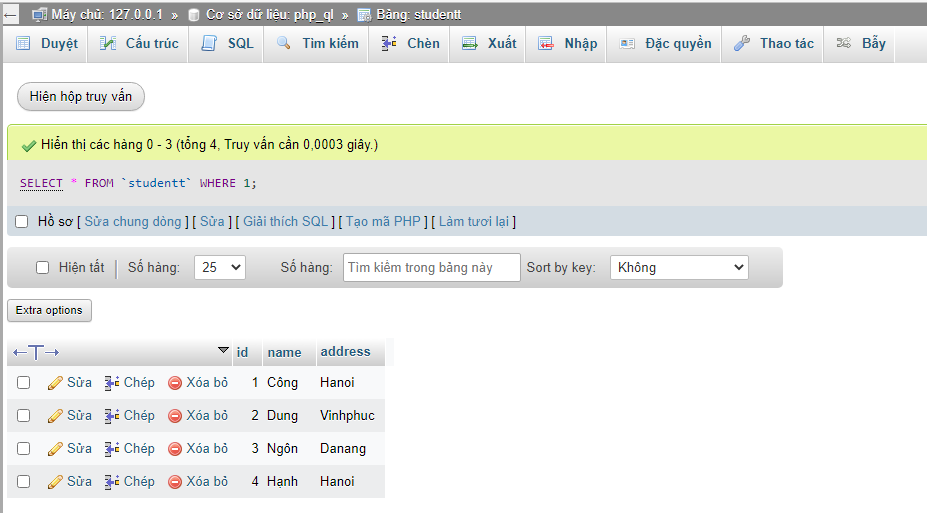 Máy chủ: 127.0.0.1 » Cơ sở dữ liệu: php_ql » Bảng: studentt
Duyệt Cấu trúc SQL Tìm kiếm Chèn Xuất Nhập Đặc quyền Thao tác Bẫy
Hiện hộp truy vấn
Hiển thị các hàng 0 - 3 (tổng 4, Truy vấn cần 0,0003 giây.)
SELECT * FROM `studentt` WHERE 1;
Hồ sơ [ Sửa chung dòng ] [ Sửa ] [ Giải thích SQL ] [ Tạo mã PHP ] [ Làm tươi lại ]
Hiện tất Số hàng: 25 Số hàng: Tìm kiếm trong bảng này Sort by key: Không
Extra options
←T→ id name address
Sửa Chép Xóa bỏ 1 Công Hanoi
Sửa Chép Xóa bỏ 2 Dung Vinhphuc
Sửa Chép Xóa bỏ 3 Ngôn Danang
Sửa Chép Xóa bỏ 4 Hạnh Hanoi